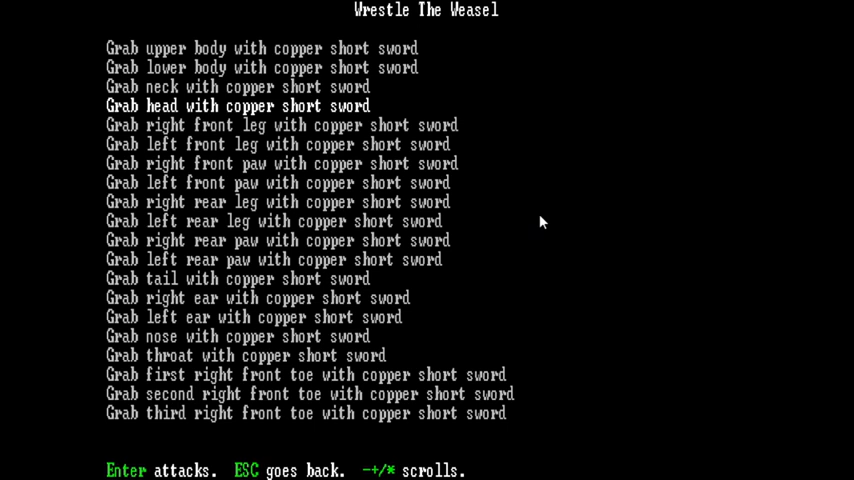 Wrestle The Weasel
Grab upper body with copper short sword
Grab lower body with copper short sword
Grab neck with copper short sword
Grab head with copper short sword
Grab right front leg with copper short sword
Grab left front leg with copper short sword
Grab right front paw with copper short sword
Grab left front paw with copper short sword
Grab right rear leg with copper short sword
Grab left rear leg with copper short sword
Grab right rear paw with copper short sword
Grab left rear paw with copper short sword
Grab tail with copper short sword
Grab right ear with copper short sword
Grab left ear with copper short sword
Grab nose with copper short sword
Grab throat with copper short sword
Grab first right front toe with copper short sword
Grab second right front toe with copper short sword
Grab third right front toe with copper short sword
Enter attacks. ESC goes back. -+/* scrolls.